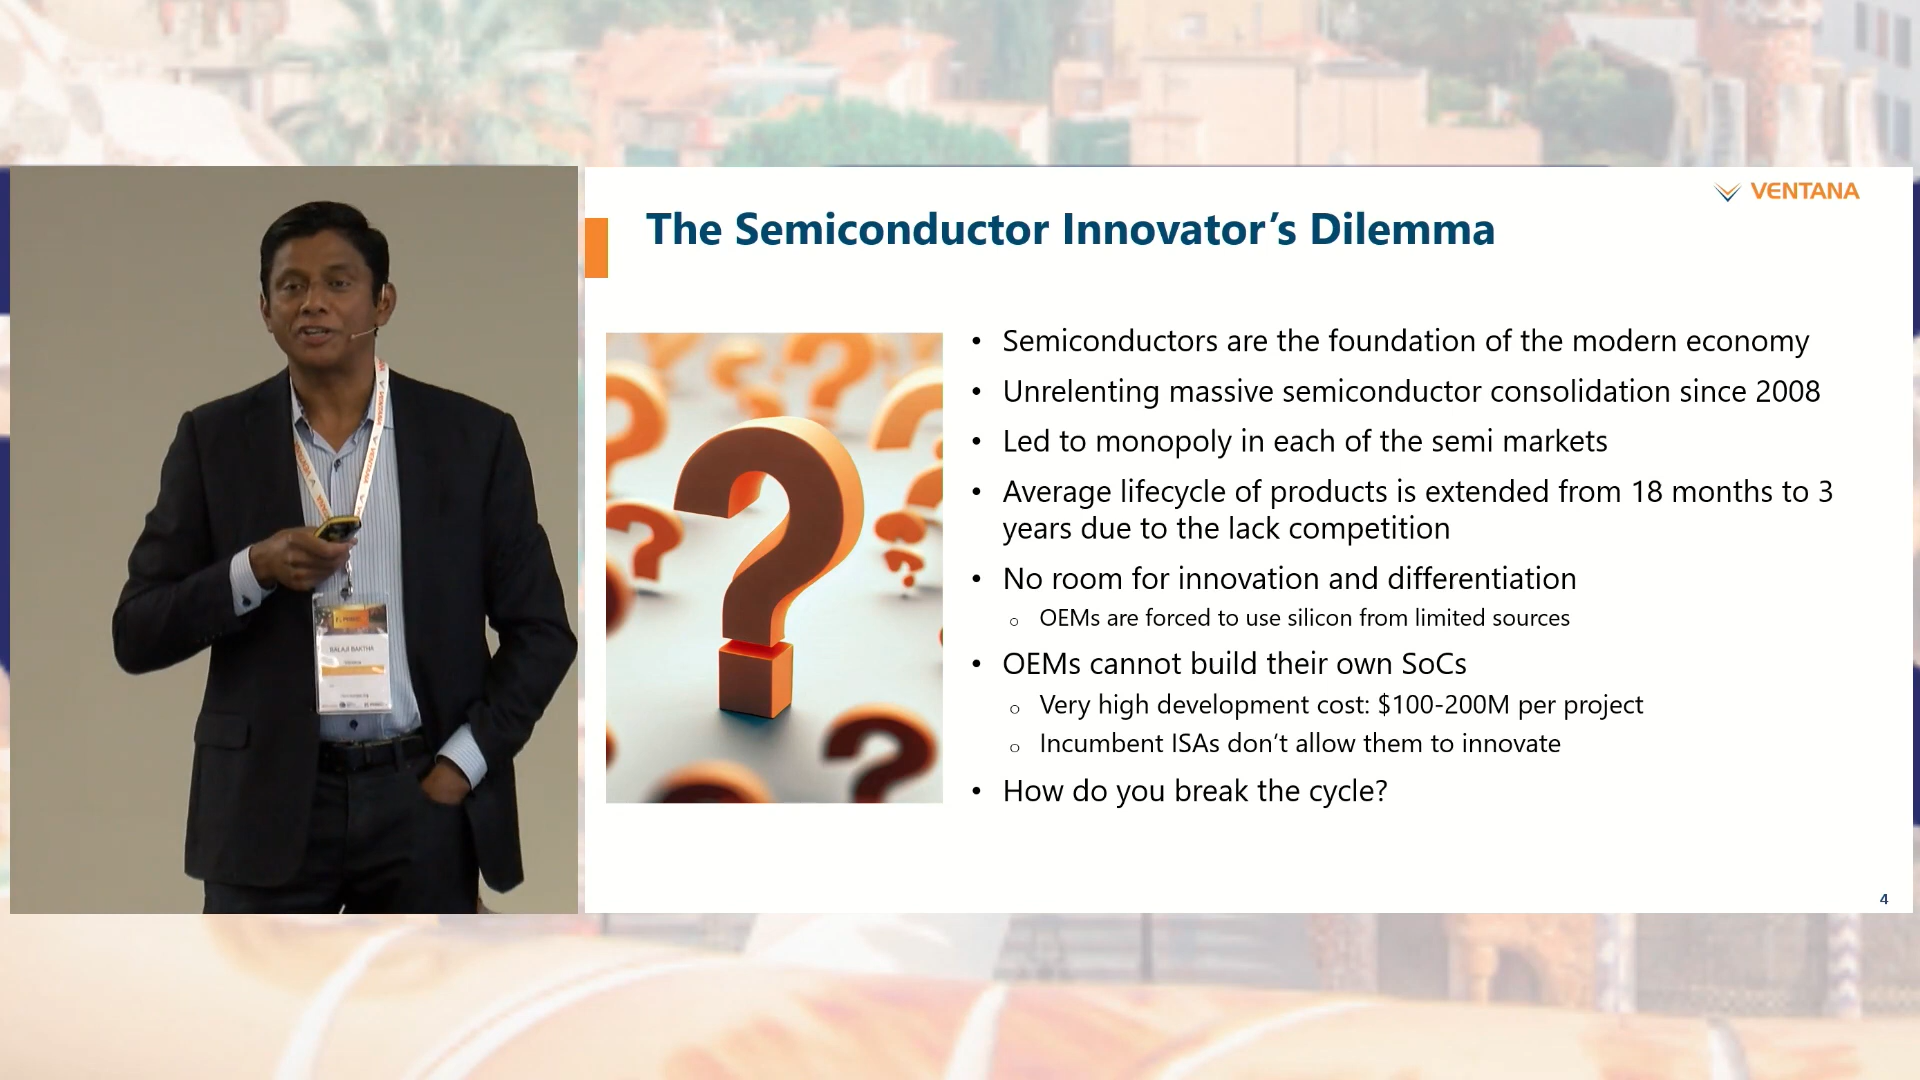 VENTANA
The Semiconductor Innovator’s Dilemma
• Semiconductors are the foundation of the modern economy
• Unrelenting massive semiconductor consolidation since 2008
• Led to monopoly in each of the semi markets
• Average lifecycle of products is extended from 18 months to 3
years due to the lack competition
• No room for innovation and differentiation
○ OEMs are forced to use silicon from limited sources
• OEMs cannot build their own SoCs
○ Very high development cost: $100-200M per project
○ Incumbent ISAs don’t allow them to innovate
• How do you break the cycle?
4
VENTANA
BALAJI BAKTHA